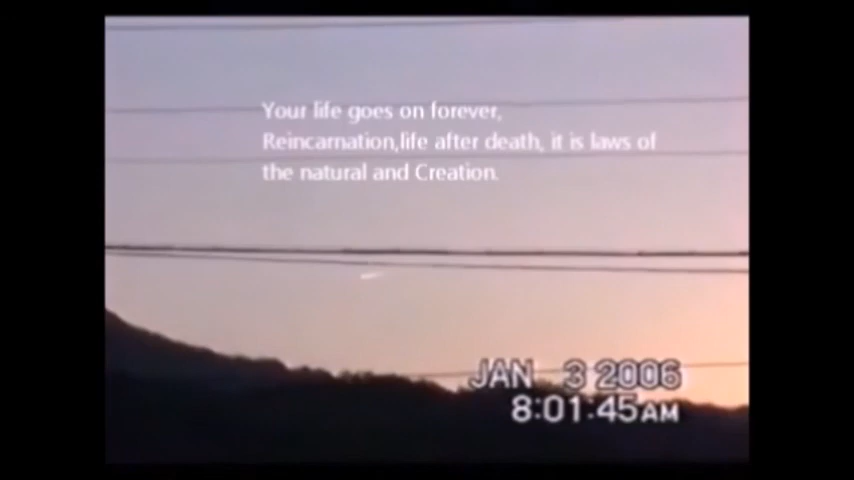 Your life goes on forever,
Reincarnation,life after death, it is laws of
the natural and Creation.
JAN 3 2006
8:01:45AM